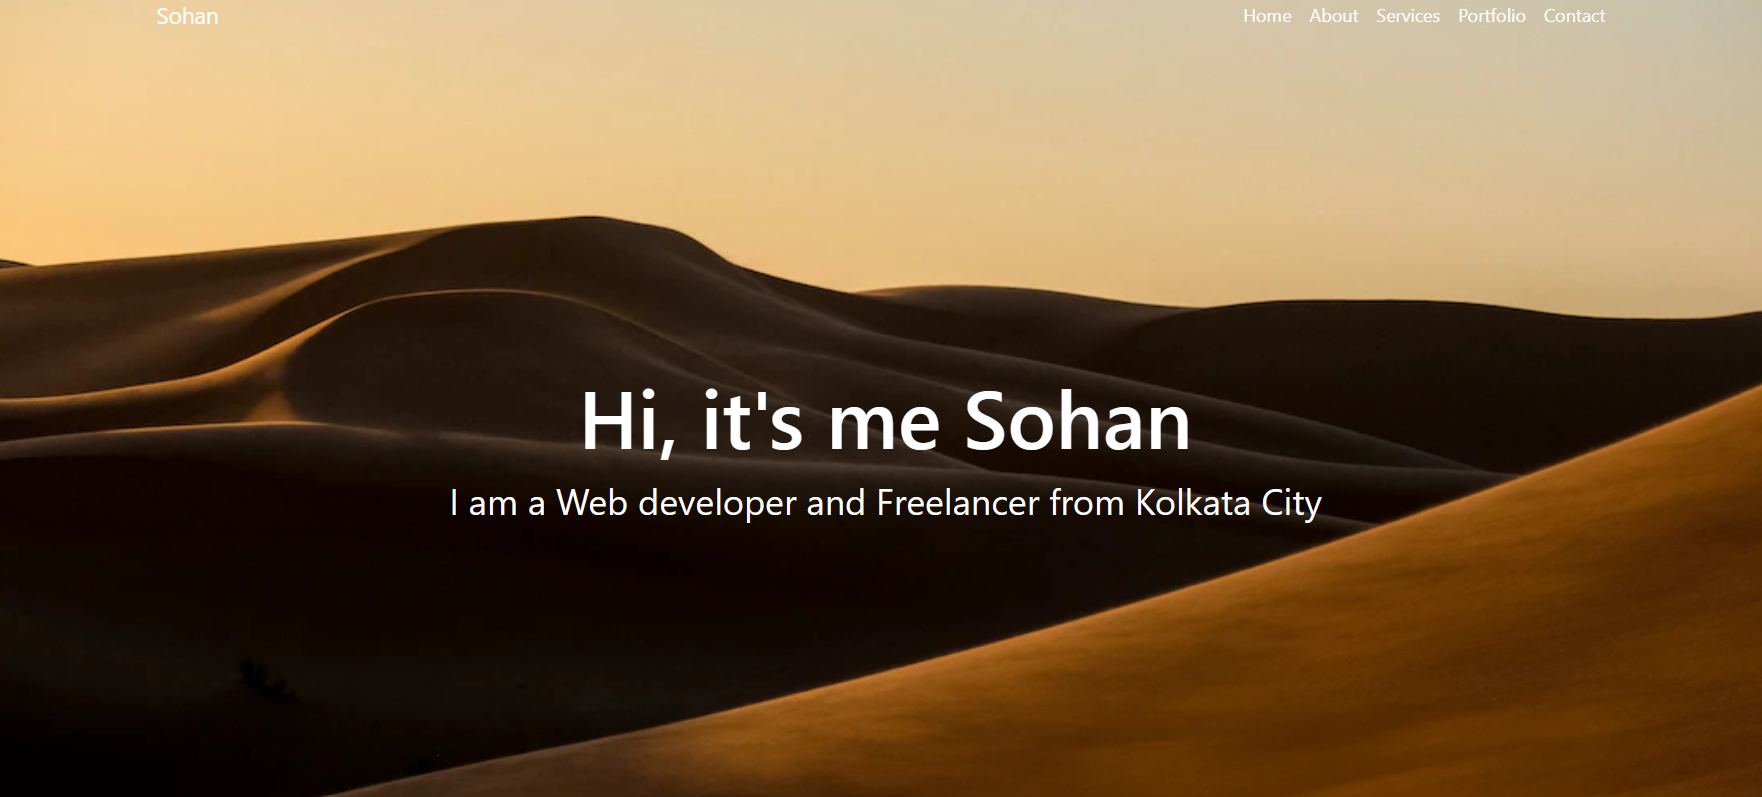 Sohan
Home About Services Portfolio Contact
Hi, it's me Sohan
I am a Web developer and Freelancer from Kolkata City